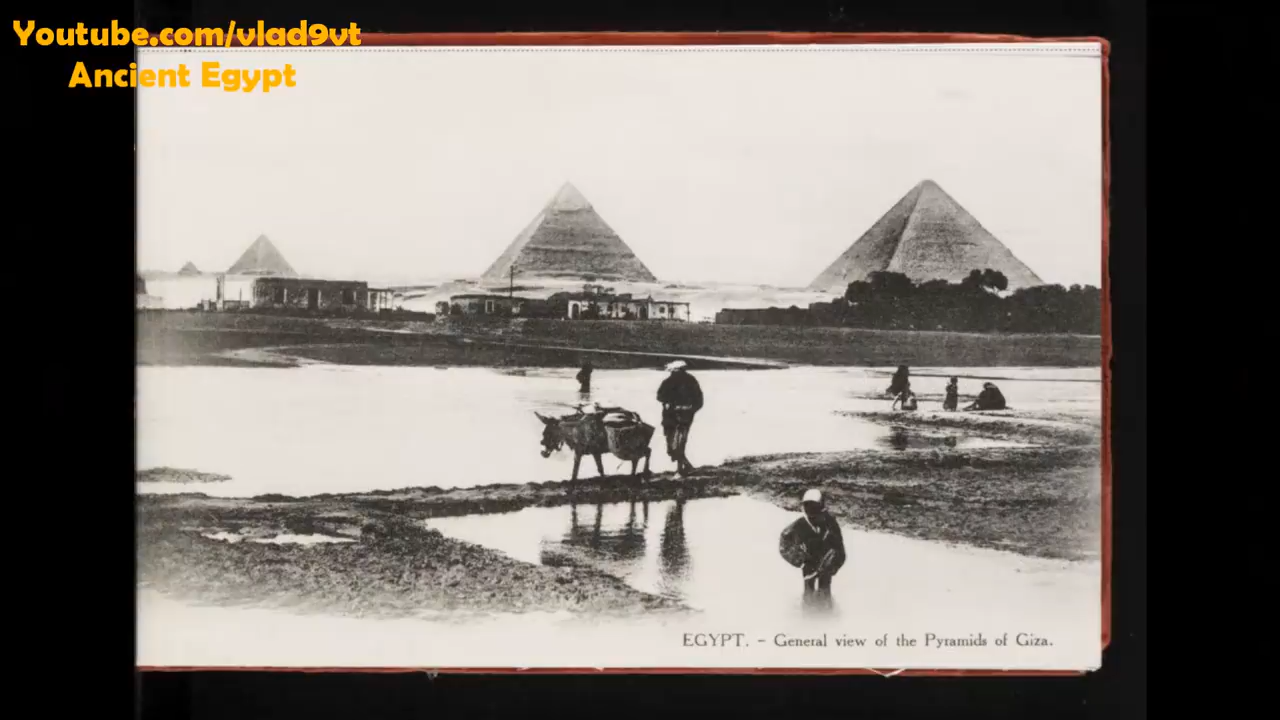 Youtube.com/vlad9vt
Ancient Egypt
EGYPT. - General view of the Pyramids of Giza.